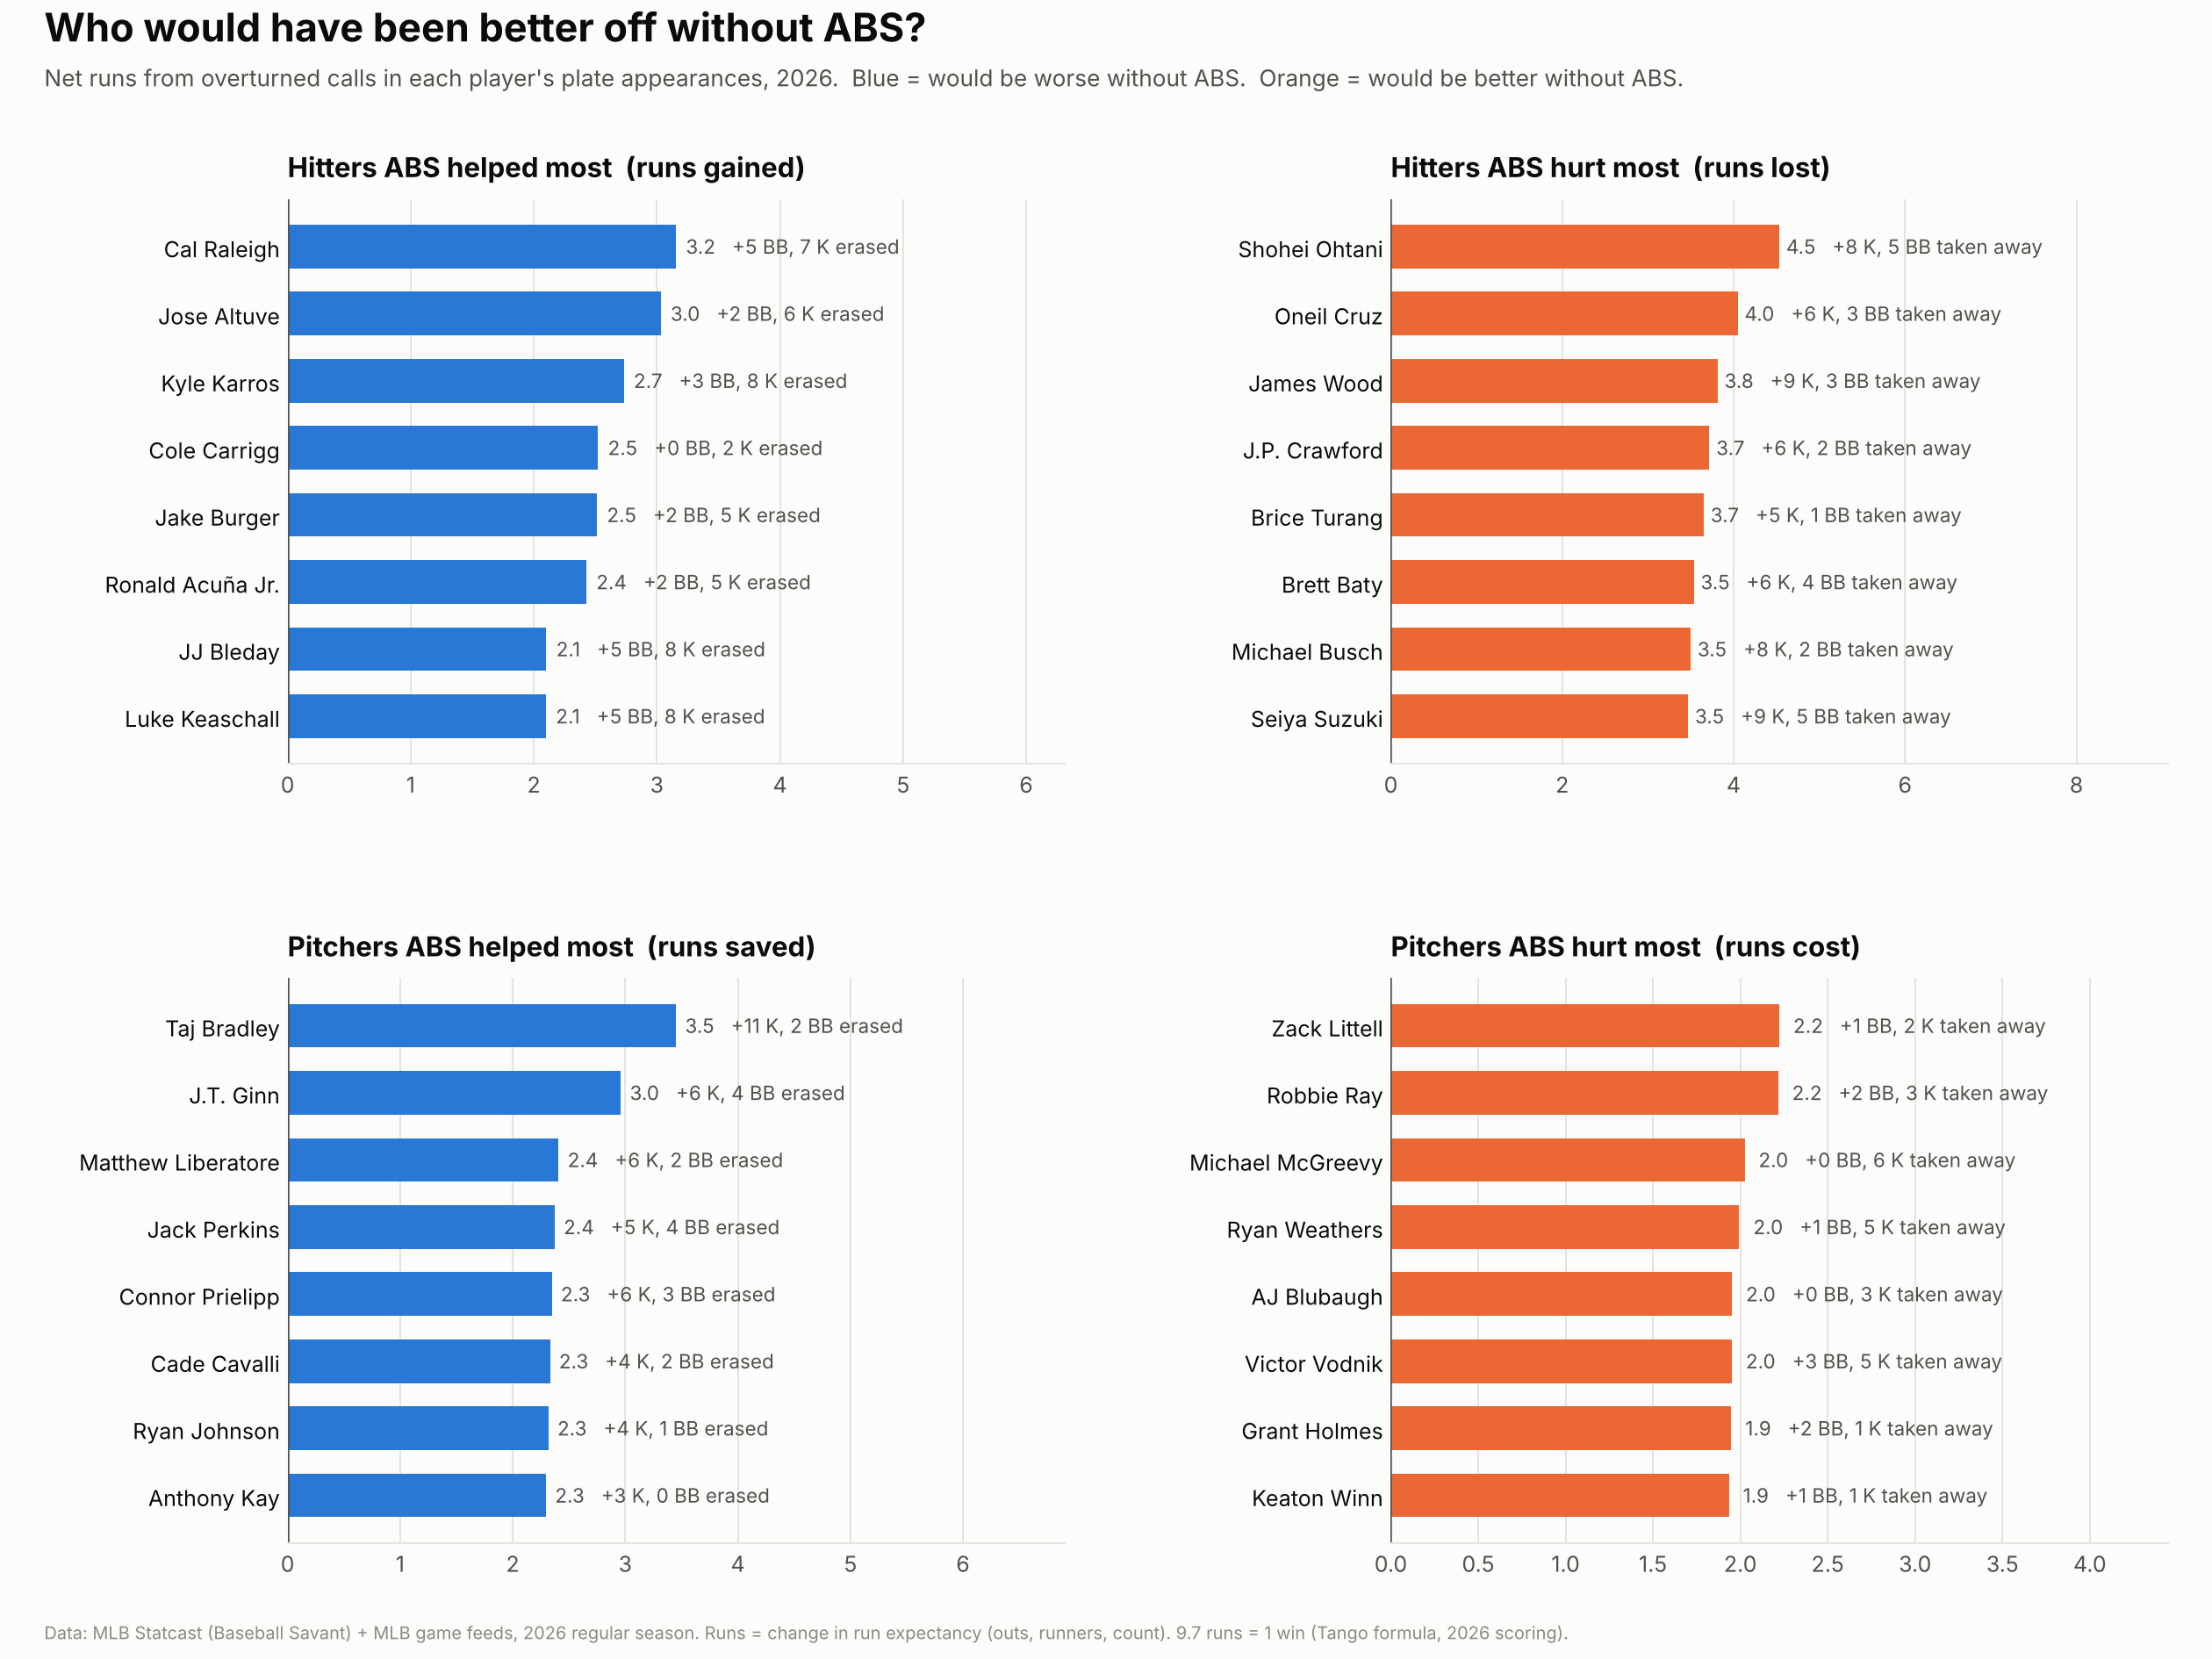 Who would have been better off without ABS?
Net runs from overturned calls in each player's plate appearances, 2026.  Blue = would be worse without ABS.  Orange = would be better without ABS.
Hitters ABS helped most  (runs gained)
Cal Raleigh 3.2 +5 BB, 7 K erased
Jose Altuve 3.0 +2 BB, 6 K erased
Kyle Karros 2.7 +3 BB, 8 K erased
Cole Carrigg 2.5 +0 BB, 2 K erased
Jake Burger 2.5 +2 BB, 5 K erased
Ronald Acuña Jr. 2.4 +2 BB, 5 K erased
JJ Bleday 2.1 +5 BB, 8 K erased
Luke Keaschall 2.1 +5 BB, 8 K erased
0 1 2 3 4 5 6
Hitters ABS hurt most  (runs lost)
Shohei Ohtani 4.5 +8 K, 5 BB taken away
Oneil Cruz 4.0 +6 K, 3 BB taken away
James Wood 3.8 +9 K, 3 BB taken away
J.P. Crawford 3.7 +6 K, 2 BB taken away
Brice Turang 3.7 +5 K, 1 BB taken away
Brett Baty 3.5 +6 K, 4 BB taken away
Michael Busch 3.5 +8 K, 2 BB taken away
Seiya Suzuki 3.5 +9 K, 5 BB taken away
0 2 4 6 8
Pitchers ABS helped most  (runs saved)
Taj Bradley 3.5 +11 K, 2 BB erased
J.T. Ginn 3.0 +6 K, 4 BB erased
Matthew Liberatore 2.4 +6 K, 2 BB erased
Jack Perkins 2.4 +5 K, 4 BB erased
Connor Prielipp 2.3 +6 K, 3 BB erased
Cade Cavalli 2.3 +4 K, 2 BB erased
Ryan Johnson 2.3 +4 K, 1 BB erased
Anthony Kay 2.3 +3 K, 0 BB erased
0 1 2 3 4 5 6
Pitchers ABS hurt most  (runs cost)
Zack Littell 2.2 +1 BB, 2 K taken away
Robbie Ray 2.2 +2 BB, 3 K taken away
Michael McGreevy 2.0 +0 BB, 6 K taken away
Ryan Weathers 2.0 +1 BB, 5 K taken away
AJ Blubaugh 2.0 +0 BB, 3 K taken away
Victor Vodnik 2.0 +3 BB, 5 K taken away
Grant Holmes 1.9 +2 BB, 1 K taken away
Keaton Winn 1.9 +1 BB, 1 K taken away
0.0 0.5 1.0 1.5 2.0 2.5 3.0 3.5 4.0
Data: MLB Statcast (Baseball Savant) + MLB game feeds, 2026 regular season. Runs = change in run expectancy (outs, runners, count). 9.7 runs = 1 win (Tango formula, 2026 scoring).